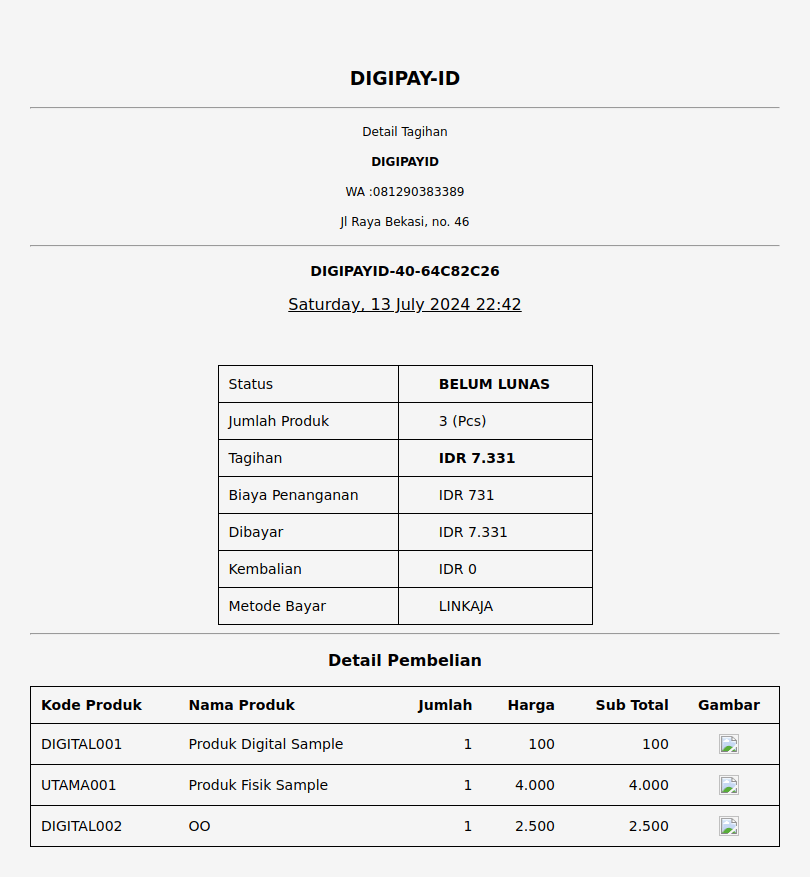 DIGIPAY-ID
Detail Tagihan
DIGIPAYID
WA :081290383389
Jl Raya Bekasi, no. 46
DIGIPAYID-40-64C82C26
Saturday, 13 July 2024 22:42
Status BELUM LUNAS
Jumlah Produk 3 (Pcs)
Tagihan IDR 7.331
Biaya Penanganan IDR 731
Dibayar IDR 7.331
Kembalian IDR 0
Metode Bayar LINKAJA
Detail Pembelian
Kode Produk Nama Produk Jumlah Harga Sub Total Gambar
DIGITAL001 Produk Digital Sample 1 100 100
UTAMA001 Produk Fisik Sample 1 4.000 4.000
DIGITAL002 OO 1 2.500 2.500